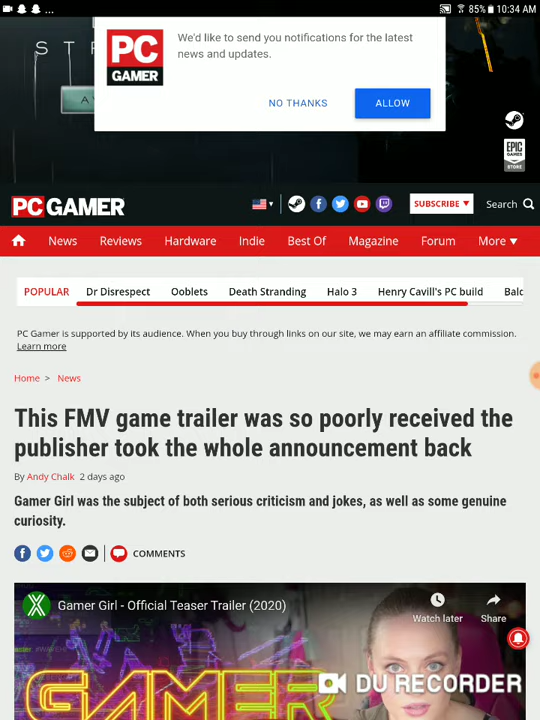 ... 85% 10:34 AM
We'd like to send you notifications for the latest
news and updates.
PC
GAMER
NO THANKS ALLOW
EPIC
GAMES
STORE
PC GAMER SUBSCRIBE Search
News Reviews Hardware Indie Best Of Magazine Forum More
POPULAR Dr Disrespect Ooblets Death Stranding Halo 3 Henry Cavill's PC build Bald
PC Gamer is supported by its audience. When you buy through links on our site, we may earn an affiliate commission.
Learn more
Home > News
This FMV game trailer was so poorly received the
publisher took the whole announcement back
By Andy Chalk 2 days ago
Gamer Girl was the subject of both serious criticism and jokes, as well as some genuine
curiosity.
COMMENTS
Gamer Girl - Official Teaser Trailer (2020)
Watch later Share
DU RECORDER
GAMER